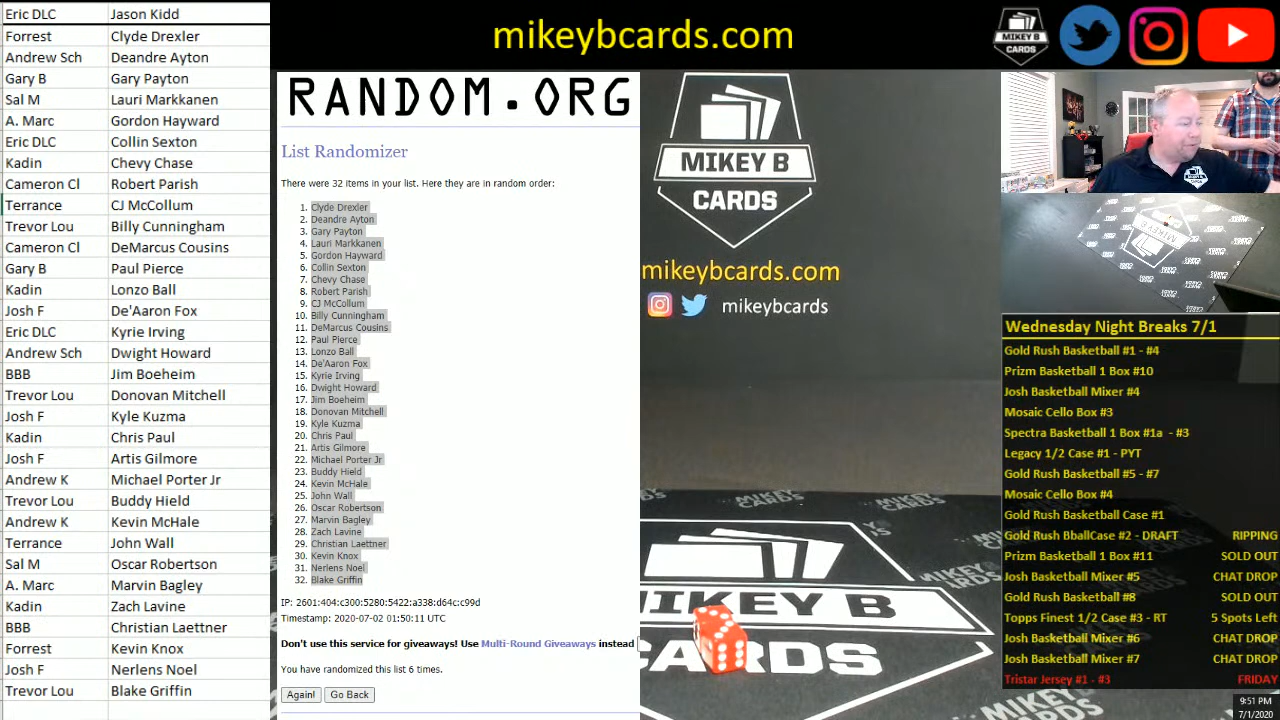 Eric DLC Jason Kidd
Forrest Clyde Drexler
Andrew Sch Deandre Ayton
Gary B Gary Payton
Sal M Lauri Markkanen
A. Marc Gordon Hayward
Eric DLC Collin Sexton
Kadin Chevy Chase
Cameron Cl Robert Parish
Terrance CJ McCollum
Trevor Lou Billy Cunningham
Cameron Cl DeMarcus Cousins
Gary B Paul Pierce
Kadin Lonzo Ball
Josh F De'Aaron Fox
Eric DLC Kyrie Irving
Andrew Sch Dwight Howard
BBB Jim Boeheim
Trevor Lou Donovan Mitchell
Josh F Kyle Kuzma
Kadin Chris Paul
Josh F Artis Gilmore
Andrew K Michael Porter Jr
Trevor Lou Buddy Hield
Andrew K Kevin McHale
Terrance John Wall
Sal M Oscar Robertson
A. Marc Marvin Bagley
Kadin Zach Lavine
BBB Christian Laettner
Forrest Kevin Knox
Josh F Nerlens Noel
Trevor Lou Blake Griffin
mikeybcards.com
MIKEY B
CARDS
RANDOM.ORG
List Randomizer
There were 32 items in your list. Here they are in random order:
1. Clyde Drexler
2. Deandre Ayton
3. Gary Payton
4. Lauri Markkanen
5. Gordon Hayward
6. Collin Sexton
7. Chevy Chase
8. Robert Parish
9. CJ McCollum
10. Billy Cunningham
11. DeMarcus Cousins
12. Paul Pierce
13. Lonzo Ball
14. De'Aaron Fox
15. Kyrie Irving
16. Dwight Howard
17. Jim Boeheim
18. Donovan Mitchell
19. Kyle Kuzma
20. Chris Paul
21. Artis Gilmore
22. Michael Porter Jr
23. Buddy Hield
24. Kevin McHale
25. John Wall
26. Oscar Robertson
27. Marvin Bagley
28. Zach Lavine
29. Christian Laettner
30. Kevin Knox
31. Nerlens Noel
32. Blake Griffin
IP: 2601:404:c300:5280:5422:a338:d64c:c99d
Timestamp: 2020-07-02 01:50:11 UTC
Don't use this service for giveaways! Use Multi-Round Giveaways instead
You have randomized this list 6 times.
Again! Go Back
MIKEY B
CARDS
mikeybcards.com
mikeybcards
MIKEY B
CARDS
Wednesday Night Breaks 7/1
Gold Rush Basketball #1 - #4
Prizm Basketball 1 Box #10
Josh Basketball Mixer #4
Mosaic Cello Box #3
Spectra Basketball 1 Box #1a - #3
Legacy 1/2 Case #1 - PYT
Gold Rush Basketball #5 - #7
Mosaic Cello Box #4
Gold Rush Basketball Case #1
Gold Rush BballCase #2 - DRAFT RIPPING
Prizm Basketball 1 Box #11 SOLD OUT
Josh Basketball Mixer #5 CHAT DROP
Gold Rush Basketball #8 SOLD OUT
Topps Finest 1/2 Case #3 - RT 5 Spots Left
Josh Basketball Mixer #6 CHAT DROP
Josh Basketball Mixer #7 CHAT DROP
Tristar Jersey #1 - #3 FRIDAY
9:51 PM
7/1/2020